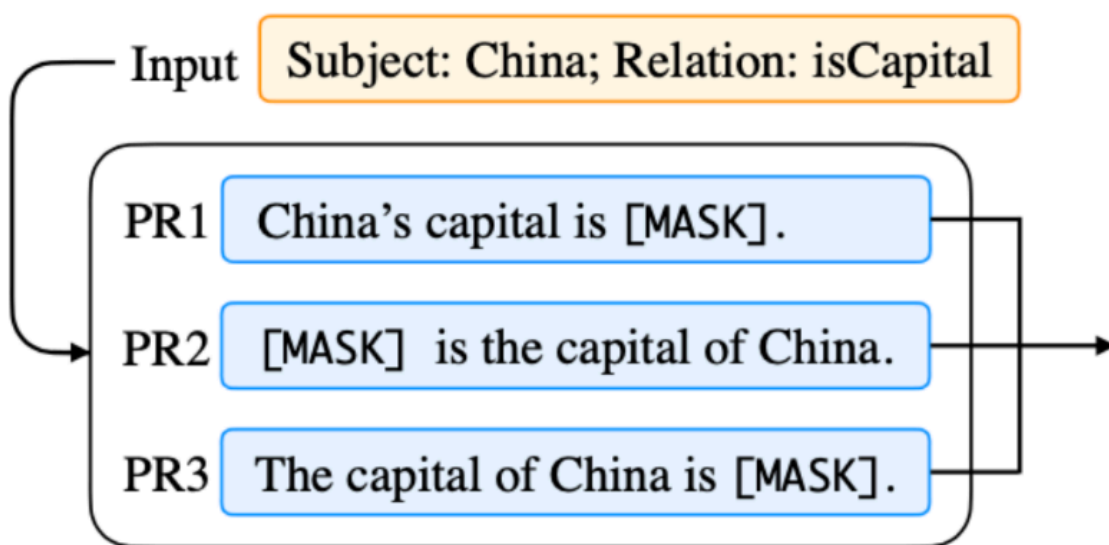 Input Subject: China; Relation: isCapital
PR1 China’s capital is [MASK].
PR2 [MASK] is the capital of China.
PR3 The capital of China is [MASK].